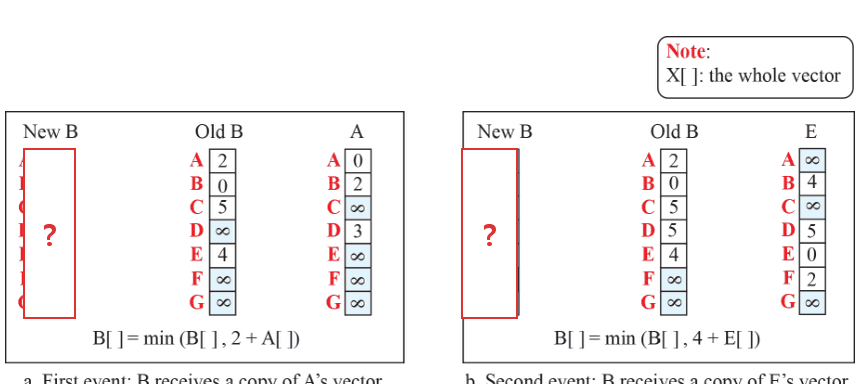 Note:
X[ ]: the whole vector
New B Old B A
A 2 A 0
B 0 B 2
C 5 C ∞
? D ∞ D 3
E 4 E ∞
F ∞ F ∞
G ∞ G ∞
B[ ] = min (B[ ] , 2 + A[ ])
a. First event: B receives a copy of A's vector
New B Old B E
A 2 A ∞
B 0 B 4
C 5 C ∞
? D 5 D 5
E 4 E 0
F ∞ F 2
G ∞ G ∞
B[ ] = min (B[ ] , 4 + E[ ])
b. Second event: B receives a copy of E's vector